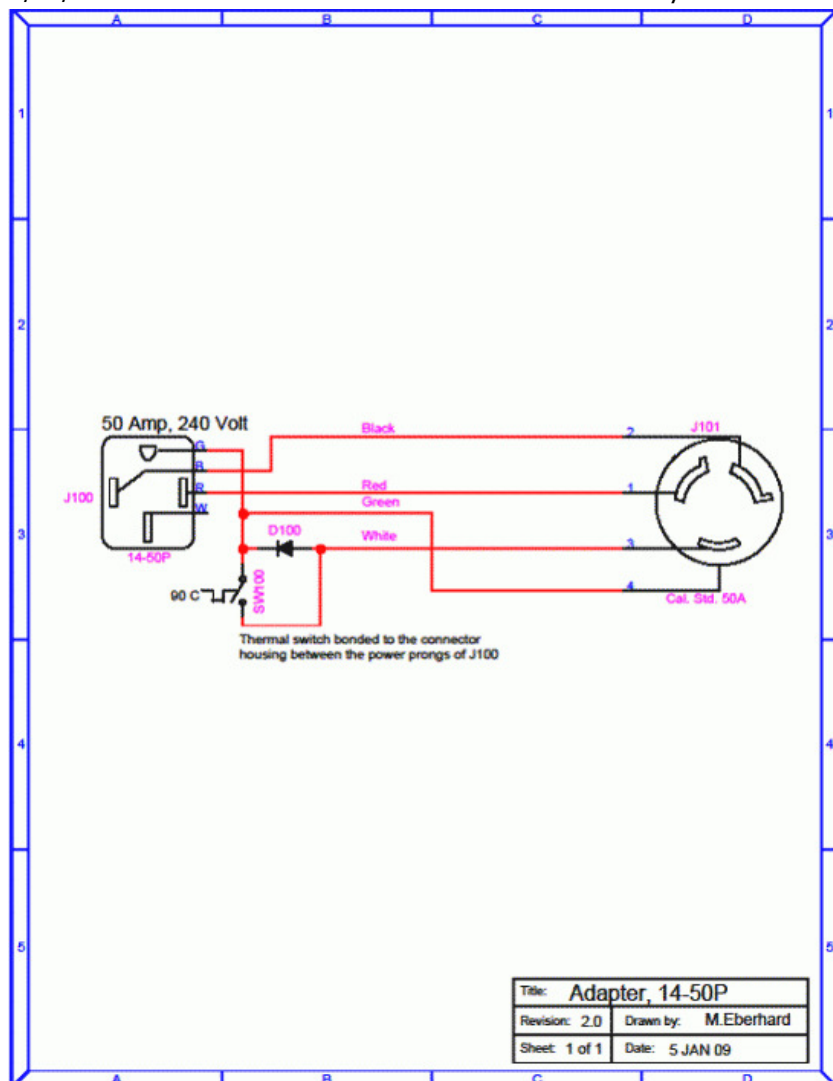 A B C D
1 1
2 2
50 Amp, 240 Volt
G
B
R
W
J100
14-50P
Black
Red
Green
White
2
1
3
4
J101
Cal. Std. 50A
D100
90 C
SW100
Thermal switch bonded to the connector
housing between the power prongs of J100
3 3
4 4
5 5
Title: Adapter, 14-50P
Revision: 2.0 Drawn by: M.Eberhard
Sheet: 1 of 1 Date: 5 JAN 09
A B C D